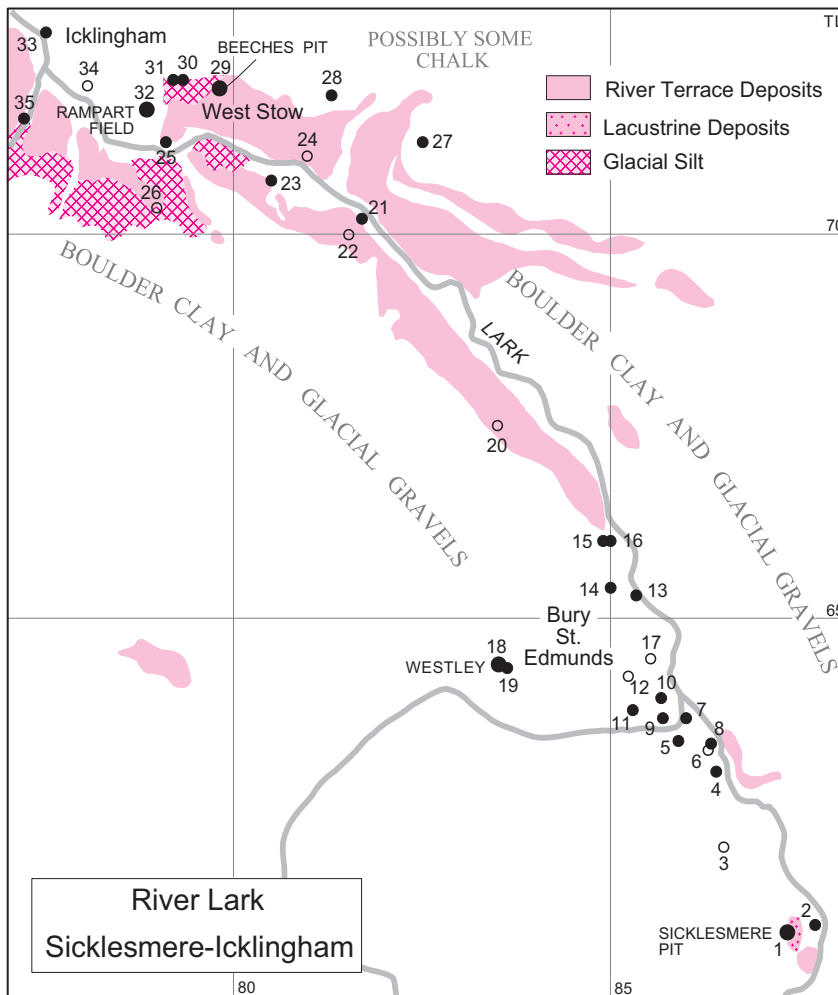 TL
33
Icklingham
BEECHES PIT
POSSIBLY SOME
CHALK
34
31
30
29
28
River Terrace Deposits
35
32
RAMPART
FIELD
West Stow
Lacustrine Deposits
25
24
27
Glacial Silt
26
23
21
22
70
BOULDER CLAY AND GLACIAL GRAVELS
BOULDER CLAY AND GLACIAL GRAVELS
LARK
20
15
16
14
13
65
Bury
St.
Edmunds
17
18
WESTLEY
19
12
10
11
9
7
5
8
6
4
3
River Lark
Sicklesmere-Icklingham
SICKLESMERE
PIT
2
1
80
85